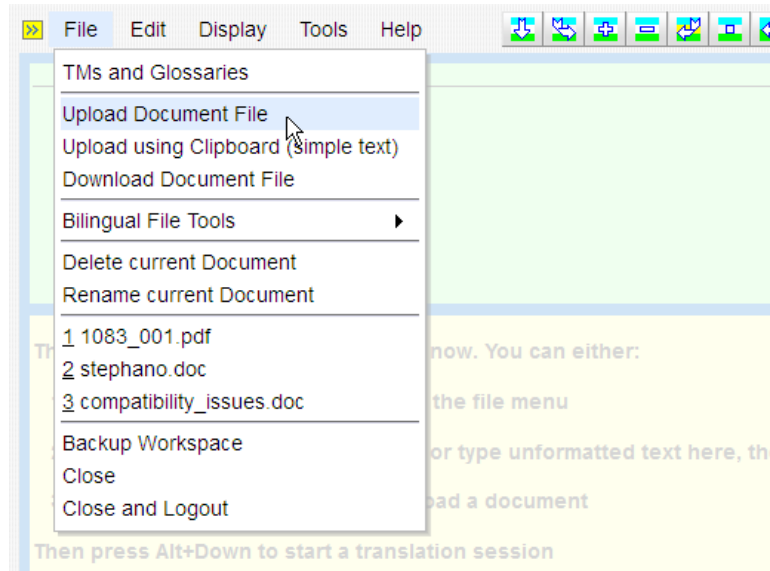 File Edit Display Tools Help
TMs and Glossaries
Upload Document File
Upload using Clipboard (simple text)
Download Document File
Bilingual File Tools
Delete current Document
Rename current Document
1 1083_001.pdf
2 stephano.doc
3 compatibility_issues.doc
Backup Workspace
Close
Close and Logout
now. You can either:
the file menu
or type unformatted text here,
a document
Then press Alt+Down to start a translation session